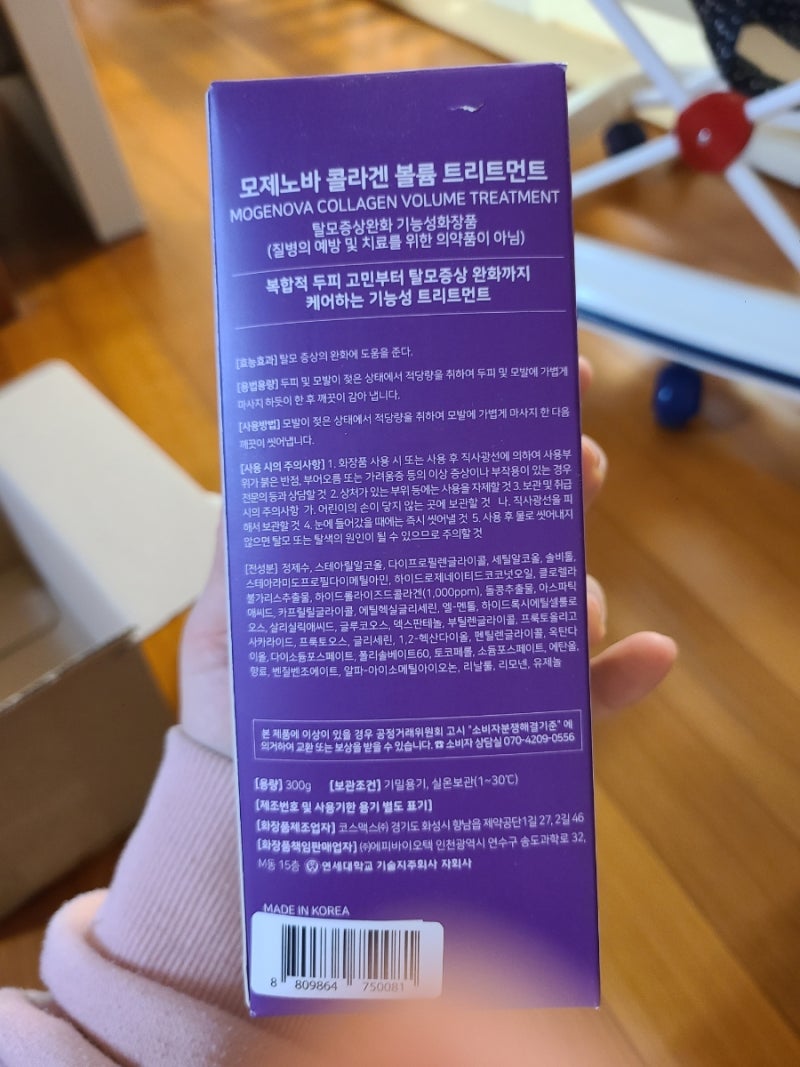 모제노바 콜라겐 볼륨 트리트먼트
MOGENOVA COLLAGEN VOLUME TREATMENT
탈모증상완화 기능성화장품
(질병의 예방 및 치료를 위한 의약품이 아님)
복합적 두피 고민부터 탈모증상 완화까지
케어하는 기능성 트리트먼트
[효능효과] 탈모 증상의 완화에 도움을 준다.
[용법용량] 두피 및 모발이 젖은 상태에서 적당량을 취하여 두피 및 모발에 가볍게
마사지 하듯이 한 후 깨끗이 감아 냅니다.
[사용방법] 모발이 젖은 상태에서 적당량을 취하여 모발에 가볍게 마사지 한 다음
깨끗이 씻어냅니다.
[사용 시의 주의사항] 1. 화장품 사용 시 또는 사용 후 직사광선에 의하여 사용부
위가 붉은 반점, 부어오름 또는 가려움증 등의 이상 증상이나 부작용이 있는 경우
전문의 등과 상담할 것 2. 상처가 있는 부위 등에는 사용을 자제할 것 3. 보관 및 취급
시의 주의사항 가. 어린이의 손이 닿지 않는 곳에 보관할 것 나. 직사광선을 피
해서 보관할 것 4. 눈에 들어갔을 때에는 즉시 씻어낼 것 5. 사용 후 물로 씻어내지
않으면 탈모 또는 탈색의 원인이 될 수 있으므로 주의할 것
[전성분] 정제수, 스테아릴알코올, 다이프로필렌글라이콜, 세틸알코올, 솔비톨,
스테아라미도프로필다이메틸아민, 하이드로제네이티드코코넛오일, 클로렐라
불가리스추출물, 하이드롤라이즈드콜라겐(1,000ppm), 돌콩추출물, 아스파틱
애씨드, 카프릴릴글라이콜, 에틸헥실글리세린, 엘-멘톨, 하이드록시에틸셀룰로
오스, 살리실릭애씨드, 글루코오스, 덱스판테놀, 부틸렌글라이콜, 프룩토올리고
사카라이드, 프룩토오스, 글리세린, 1,2-헥산다이올, 펜틸렌글라이콜, 옥탄다
이올, 다이소듐포스페이트, 폴리솔베이트60, 토코페롤, 소듐포스페이트, 에탄올,
향료, 벤질벤조에이트, 알파-아이소메틸아이오논, 리날룰, 리모넨, 유제놀
본 제품에 이상이 있을 경우 공정거래위원회 고시 "소비자분쟁해결기준" 에
의거하여 교환 또는 보상을 받을 수 있습니다. ☎ 소비자 상담실 070-4209-0556
[용량] 300g [보관조건] 기밀용기, 실온보관(1~30℃)
[제조번호 및 사용기한 용기 별도 표기]
[화장품제조업자] 코스맥스㈜ 경기도 화성시 향남읍 제약공단1길 27, 2길 46
[화장품책임판매업자] ㈜에피바이오텍 인천광역시 연수구 송도과학로 32,
M동 15층 연세대학교 기술지주회사 자회사
MADE IN KOREA
8 809864 750081